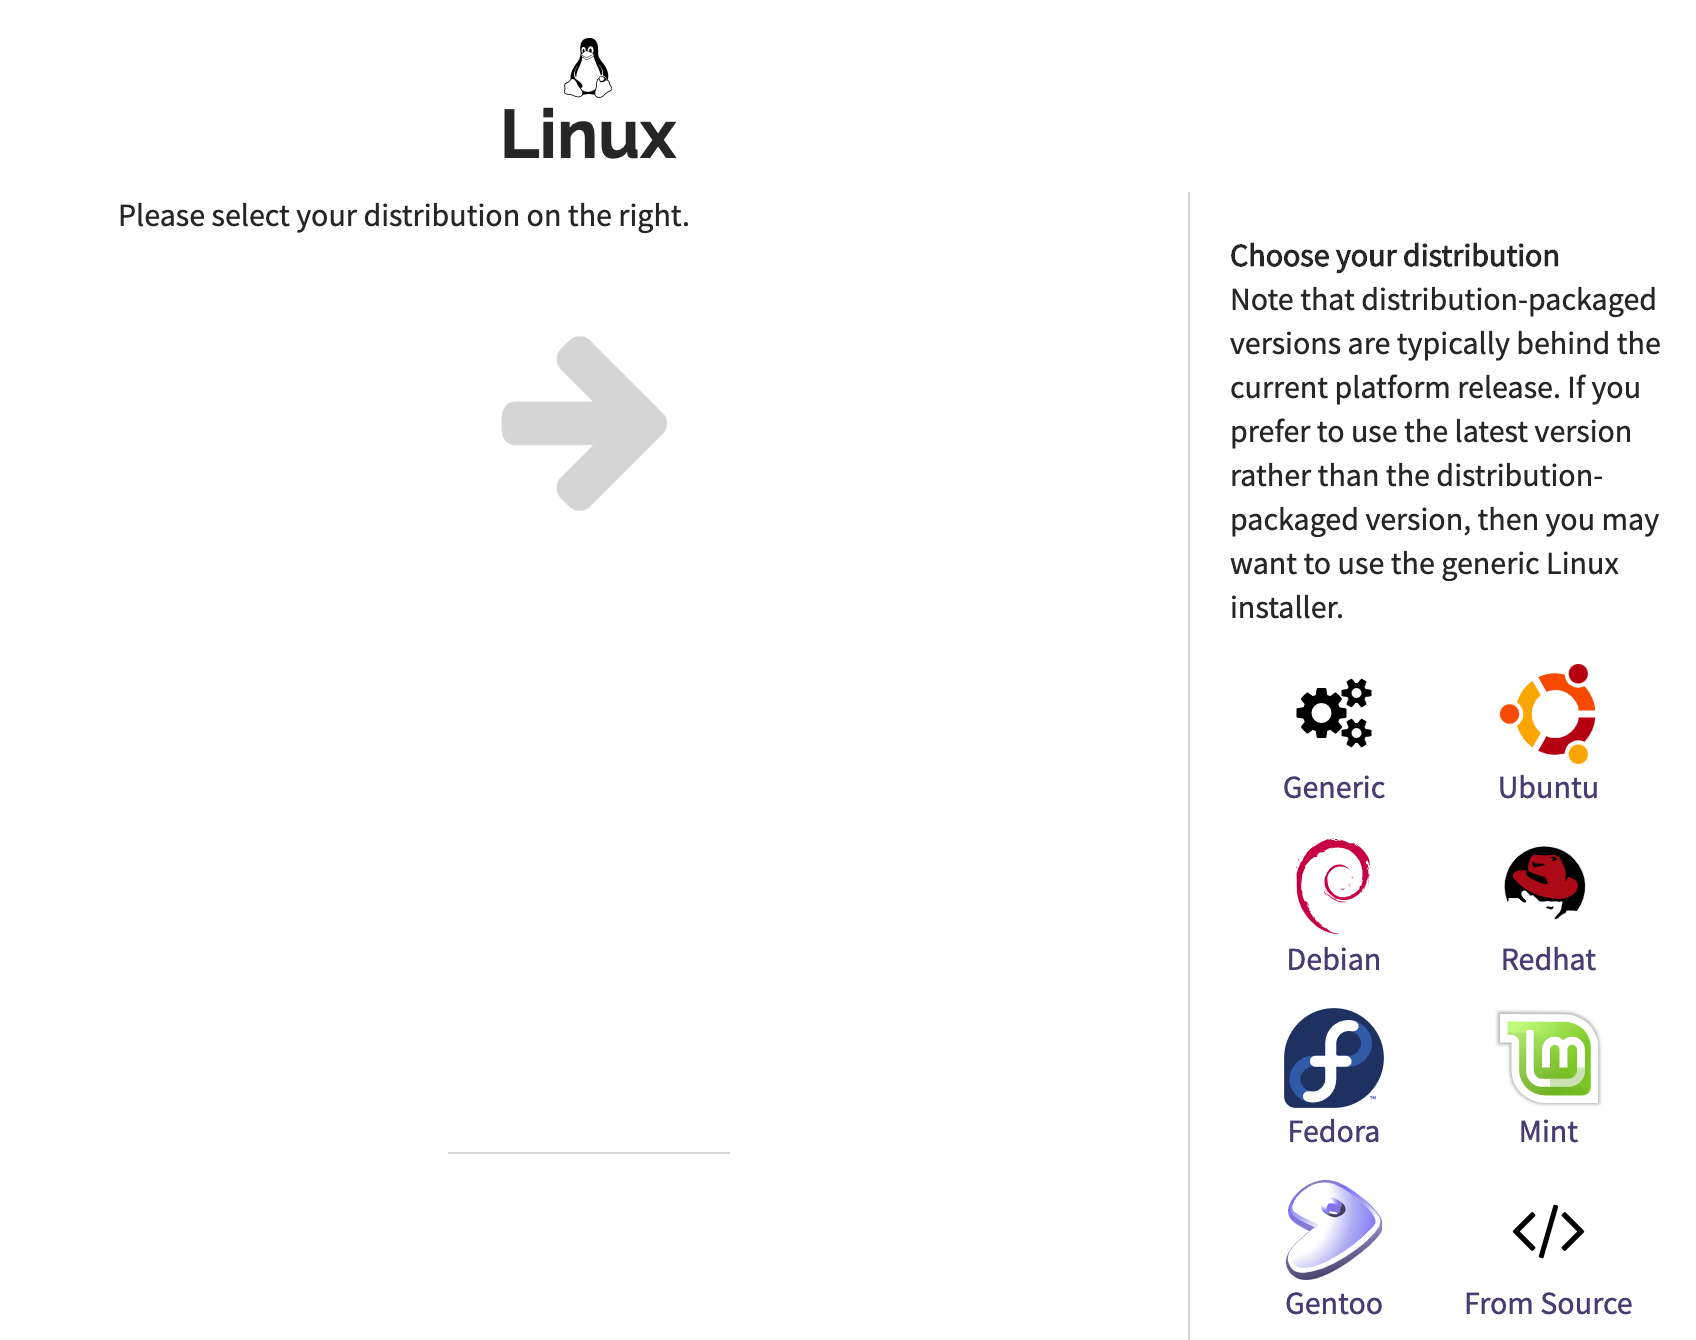 Linux
Please select your distribution on the right.
Choose your distribution
Note that distribution-packaged
versions are typically behind the
current platform release. If you
prefer to use the latest version
rather than the distribution-
packaged version, then you may
want to use the generic Linux
installer.
Generic
Ubuntu
Debian
Redhat
Fedora
Mint
Gentoo
From Source